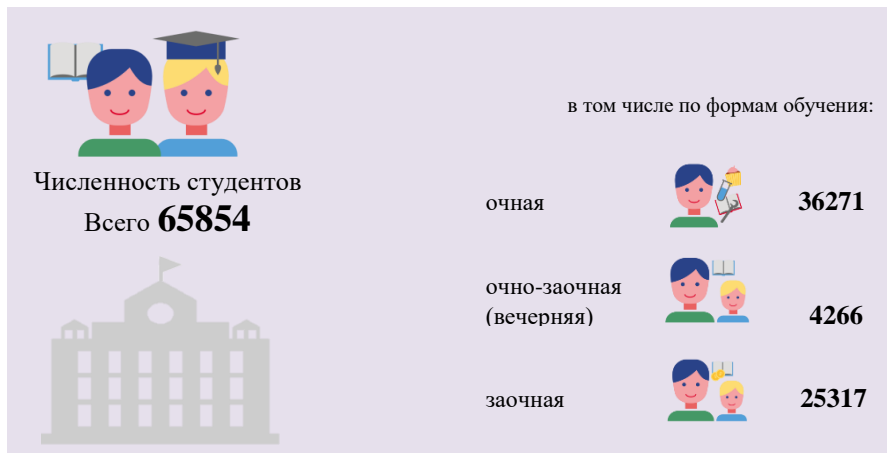 Численность студентов
Всего 65854
в том числе по формам обучения:
очная 36271
очно-заочная
(вечерняя) 4266
заочная 25317